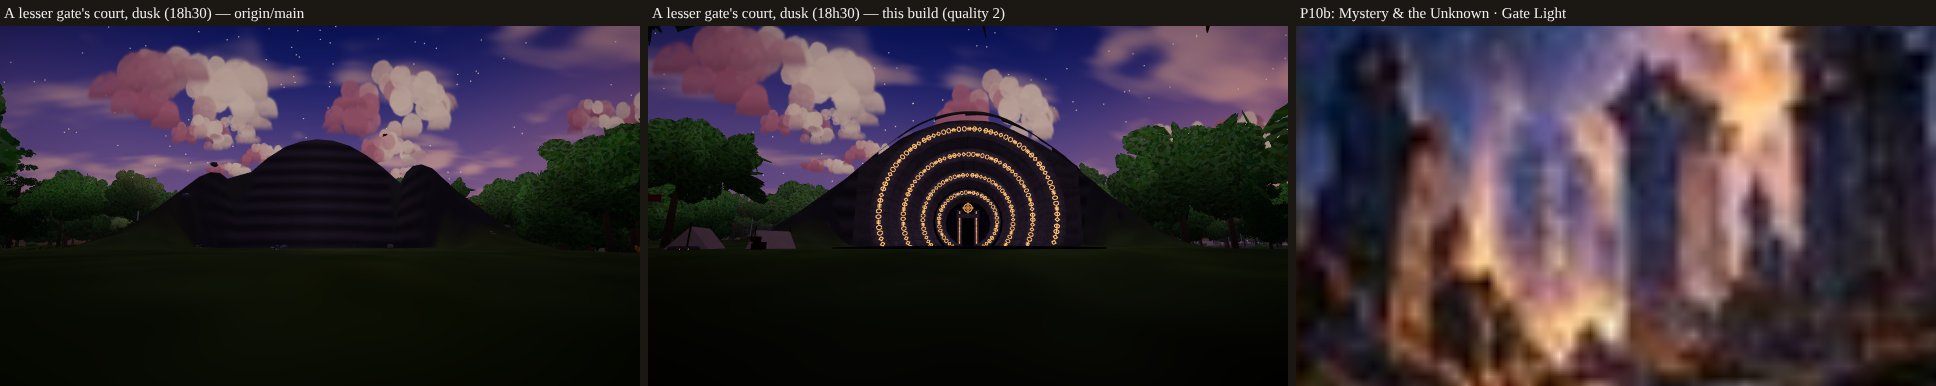 A lesser gate's court, dusk (18h30) — origin/main
A lesser gate's court, dusk (18h30) — this build (quality 2)
P10b: Mystery & the Unknown · Gate Light